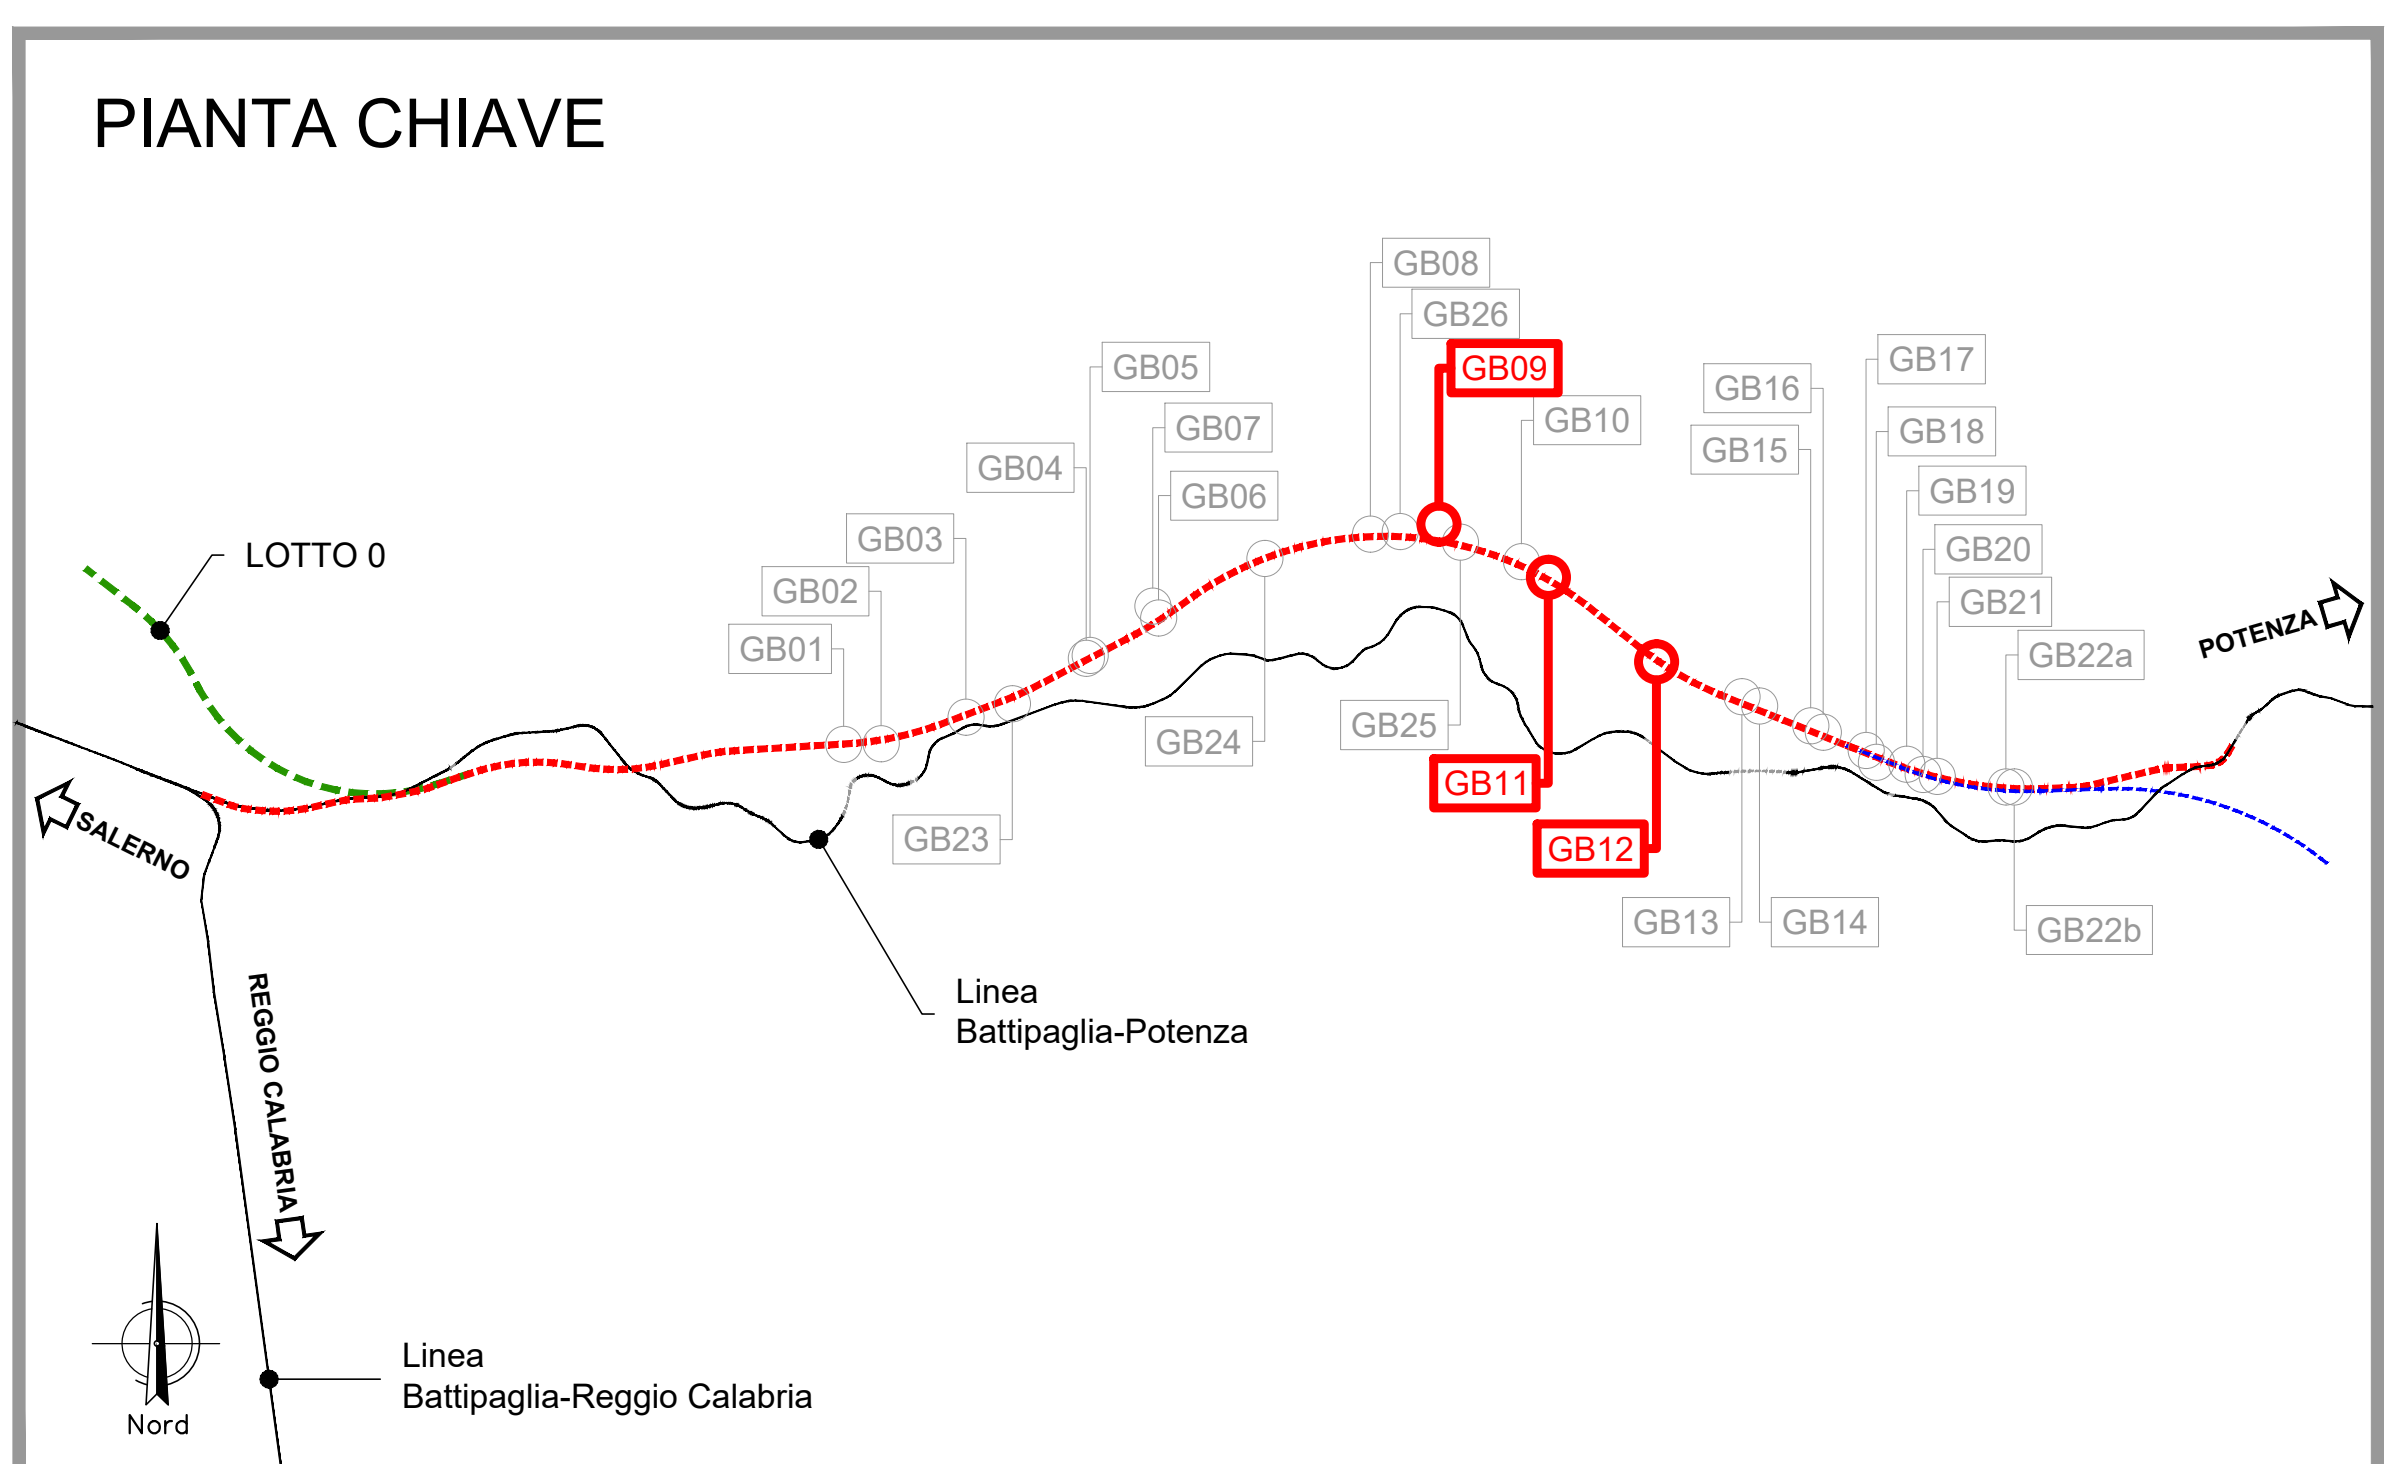 PIANTA CHIAVE
GB08
GB26
GB09
GB10
GB05
GB07
GB04
GB06
GB03
GB02
GB01
GB17
GB16
GB18
GB15
GB19
GB20
GB21
GB22a
LOTTO 0
POTENZA
SALERNO
GB23
GB24
GB25
GB11
GB12
GB13
GB14
GB22b
Linea
Battipaglia-Potenza
REGGIO CALABRIA
Linea
Battipaglia-Reggio Calabria
Nord